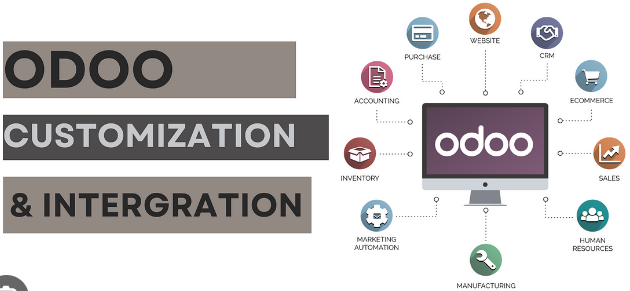 ODOO
CUSTOMIZATION
& INTERGRATION
WEBSITE
PURCHASE
CRM
ACCOUNTING
ECOMMERCE
odoo
INVENTORY
SALES
MARKETING
AUTOMATION
HUMAN
RESOURCES
MANUFACTURING